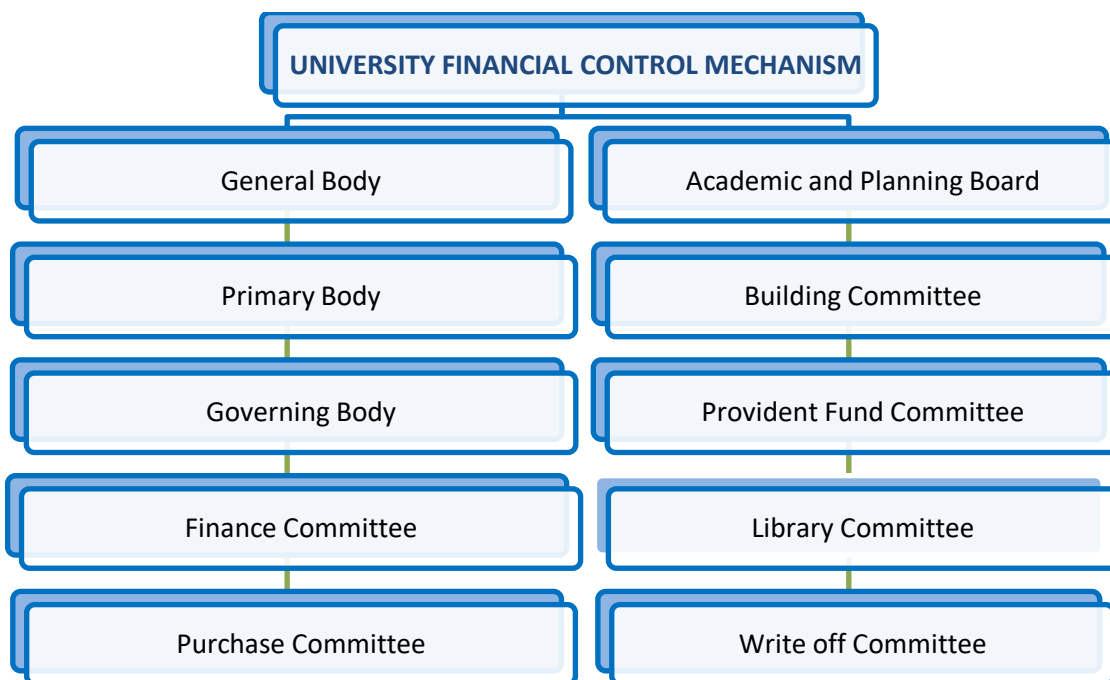 UNIVERSITY FINANCIAL CONTROL MECHANISM
General Body
Academic and Planning Board
Primary Body
Building Committee
Governing Body
Provident Fund Committee
Finance Committee
Library Committee
Purchase Committee
Write off Committee